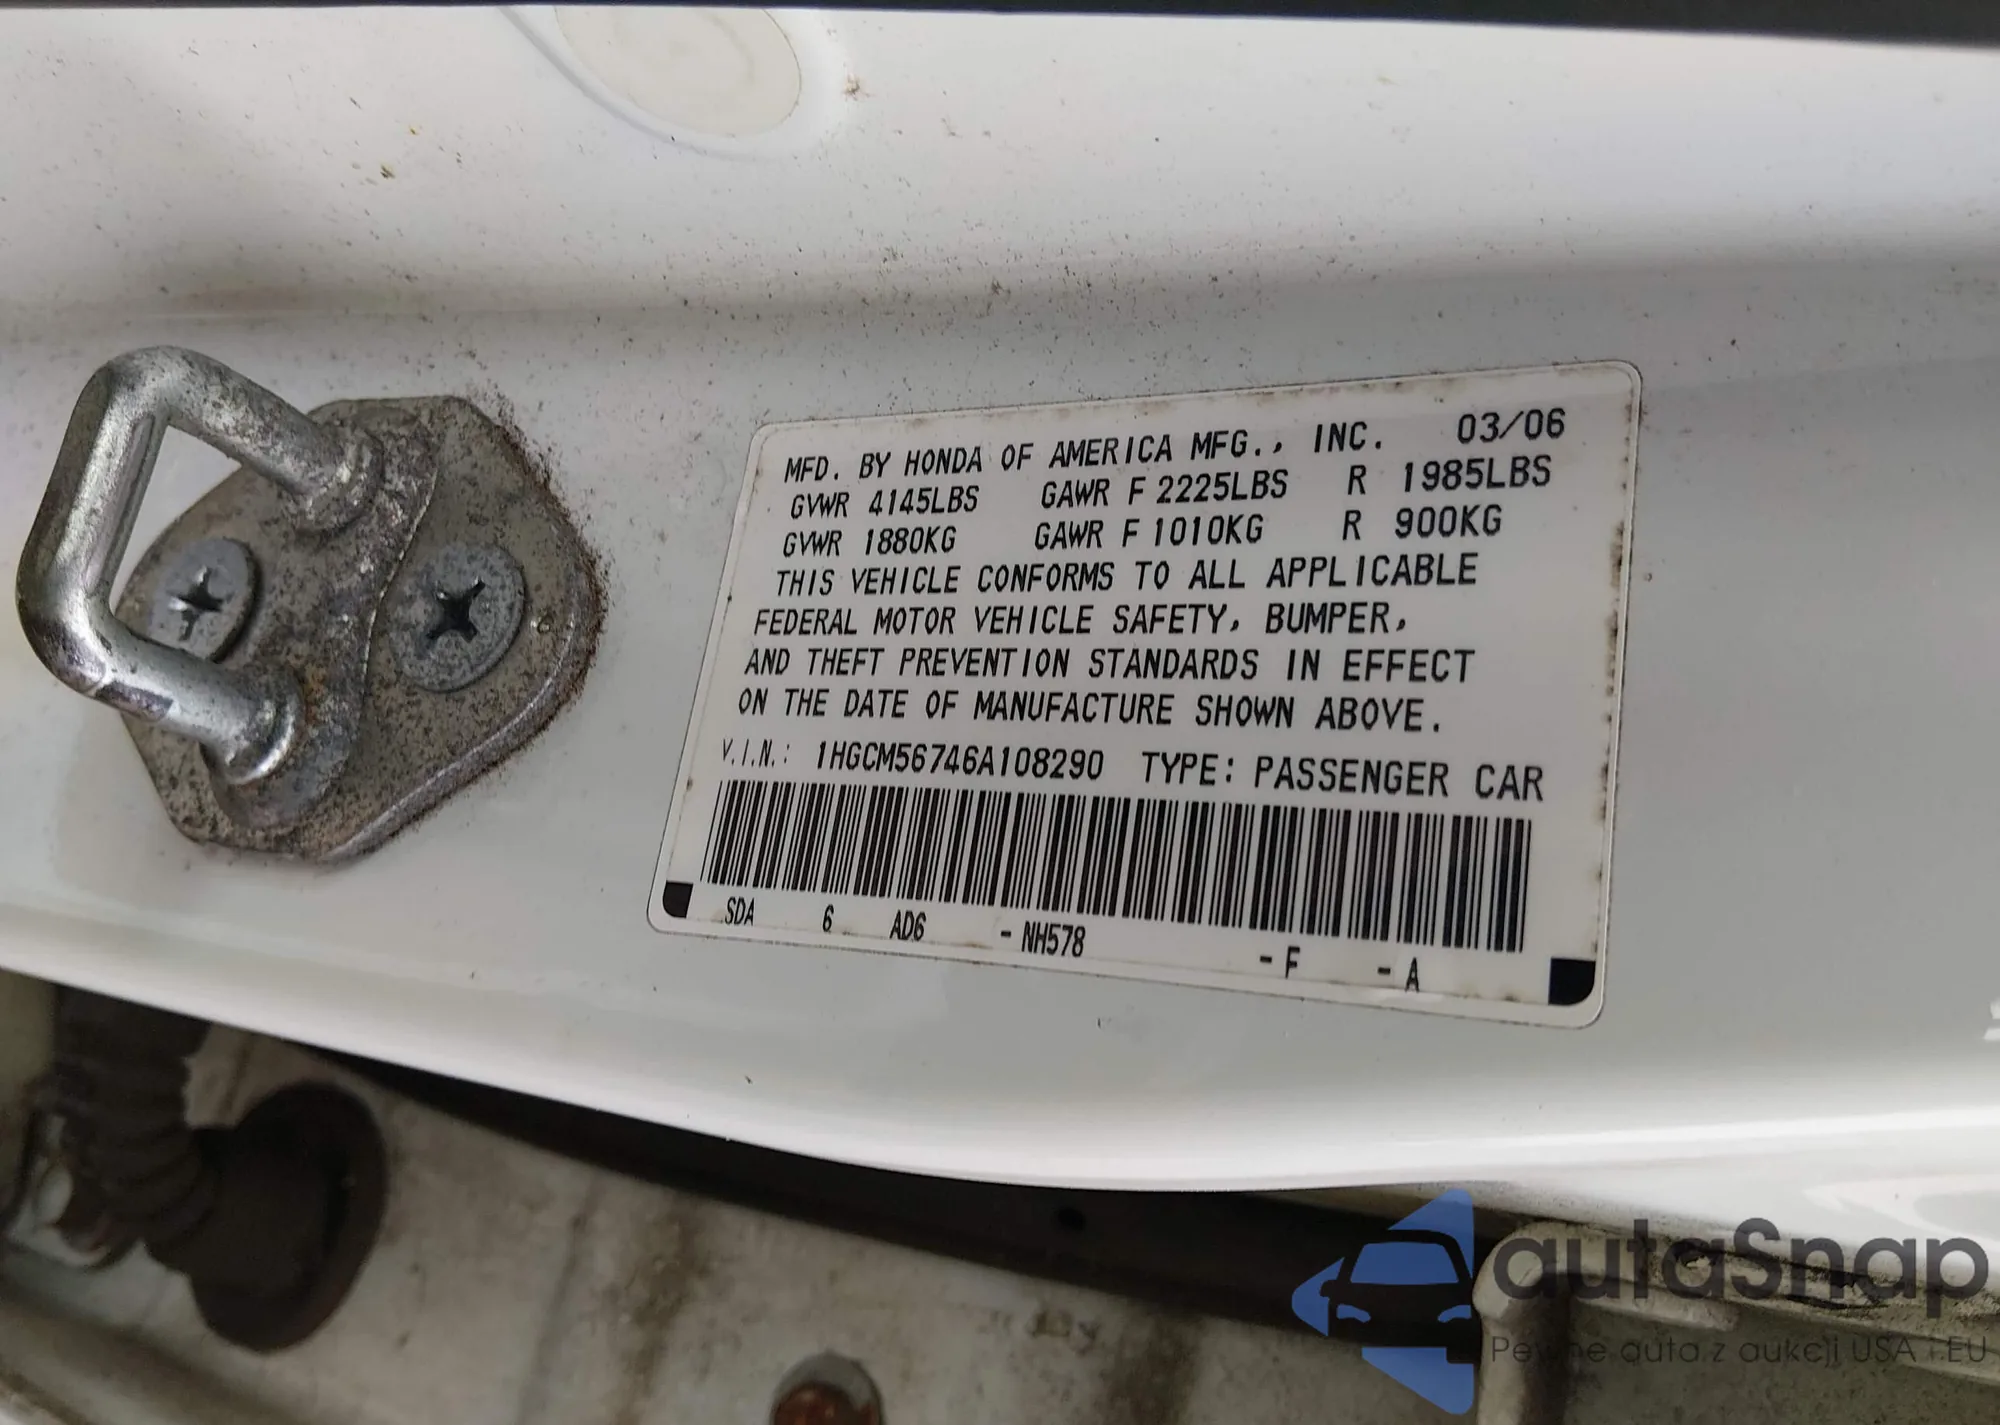 MFD. BY HONDA OF AMERICA MFG., INC. 03/06
GVWR 4145LBS GAWR F 2225LBS R 1985LBS
GVWR 1880KG GAWR F 1010KG R 900KG
THIS VEHICLE CONFORMS TO ALL APPLICABLE
FEDERAL MOTOR VEHICLE SAFETY, BUMPER,
AND THEFT PREVENTION STANDARDS IN EFFECT
ON THE DATE OF MANUFACTURE SHOWN ABOVE.
V.I.N.: 1HGCM56746A108290 TYPE: PASSENGER CAR
SDA 6 AD6 - NH578 - F - A
autaSnap
Pewne auta z aukcji USA i EU